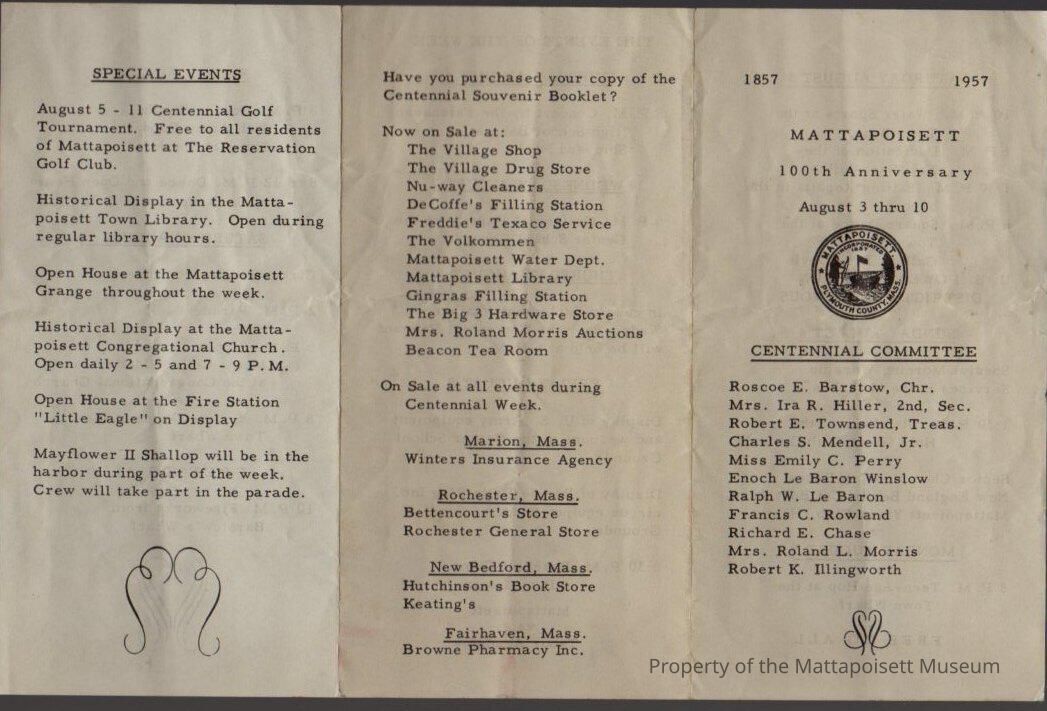 SPECIAL EVENTS
August 5 - 11 Centennial Golf
Tournament. Free to all residents
of Mattapoisett at The Reservation
Golf Club.
Historical Display in the Matta-
poisett Town Library. Open during
regular library hours.
Open House at the Mattapoisett
Grange throughout the week.
Historical Display at the Matta-
poisett Congregational Church.
Open daily 2 - 5 and 7 - 9 P.M.
Open House at the Fire Station
"Little Eagle" on Display
Mayflower II Shallop will be in the
harbor during part of the week.
Crew will take part in the parade.
Have you purchased your copy of the
Centennial Souvenir Booklet?
Now on Sale at:
The Village Shop
The Village Drug Store
Nu-way Cleaners
DeCoffe's Filling Station
Freddie's Texaco Service
The Volkommen
Mattapoisett Water Dept.
Mattapoisett Library
Gingras Filling Station
The Big 3 Hardware Store
Mrs. Roland Morris Auctions
Beacon Tea Room
On Sale at all events during
Centennial Week.
Marion, Mass.
Winters Insurance Agency
Rochester, Mass.
Bettencourt's Store
Rochester General Store
New Bedford, Mass.
Hutchinson's Book Store
Keating's
Fairhaven, Mass.
Browne Pharmacy Inc.
1857 1957
MATTAPOISETT
100th Anniversary
August 3 thru 10
MATTAPOISETT
INCORPORATED
1857
PLYMOUTH COUNTY, MASS.
CENTENNIAL COMMITTEE
Roscoe E. Barstow, Chr.
Mrs. Ira R. Hiller, 2nd, Sec.
Robert E. Townsend, Treas.
Charles S. Mendell, Jr.
Miss Emily C. Perry
Enoch Le Baron Winslow
Ralph W. Le Baron
Francis C. Rowland
Richard E. Chase
Mrs. Roland L. Morris
Robert K. Illingworth
Property of the Mattapoisett Museum